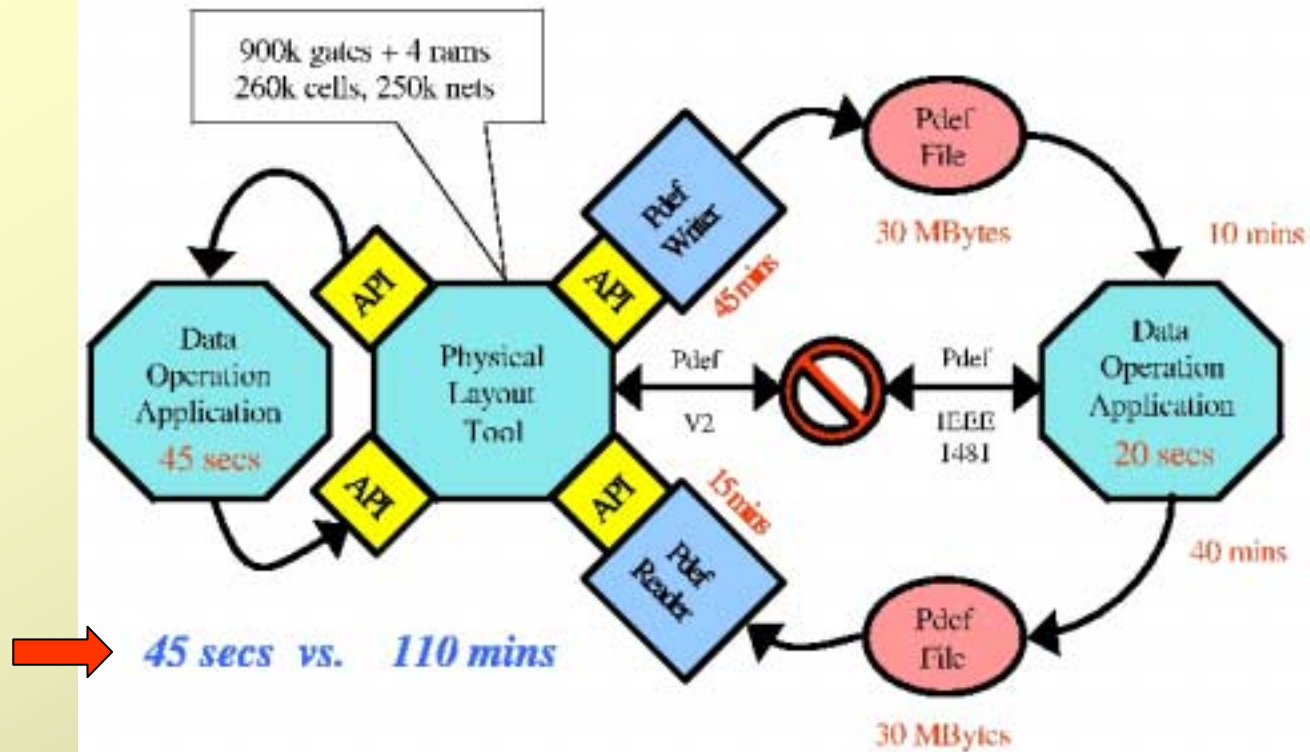 900k gates + 4 rams
260k cells, 250k nets
Pdef
File
30 MBytes
10 mins
Pdef
Writer
45 mins
API
API
Data
Operation
Application
45 secs
Physical
Layout
Tool
Pdef
V2
Pdef
IEEE
1481
Data
Operation
Application
20 secs
API
API
15 mins
Pdef
Reader
40 mins
Pdef
File
30 MBytes
45 secs vs. 110 mins